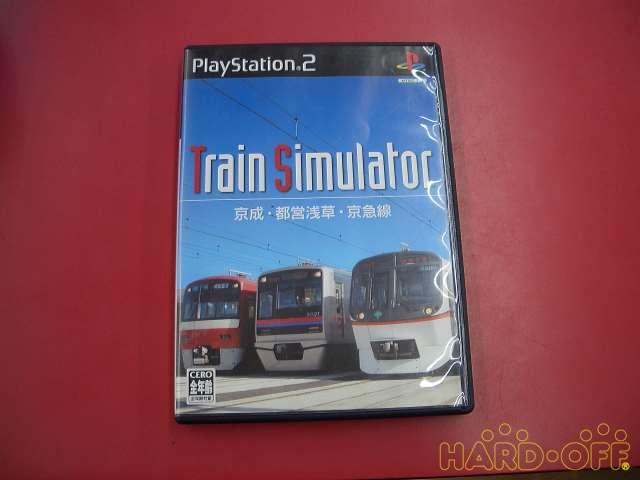 PlayStation®2
Train Simulator
京成・都営浅草・京急線
CERO
全年齢
HARD·OFF